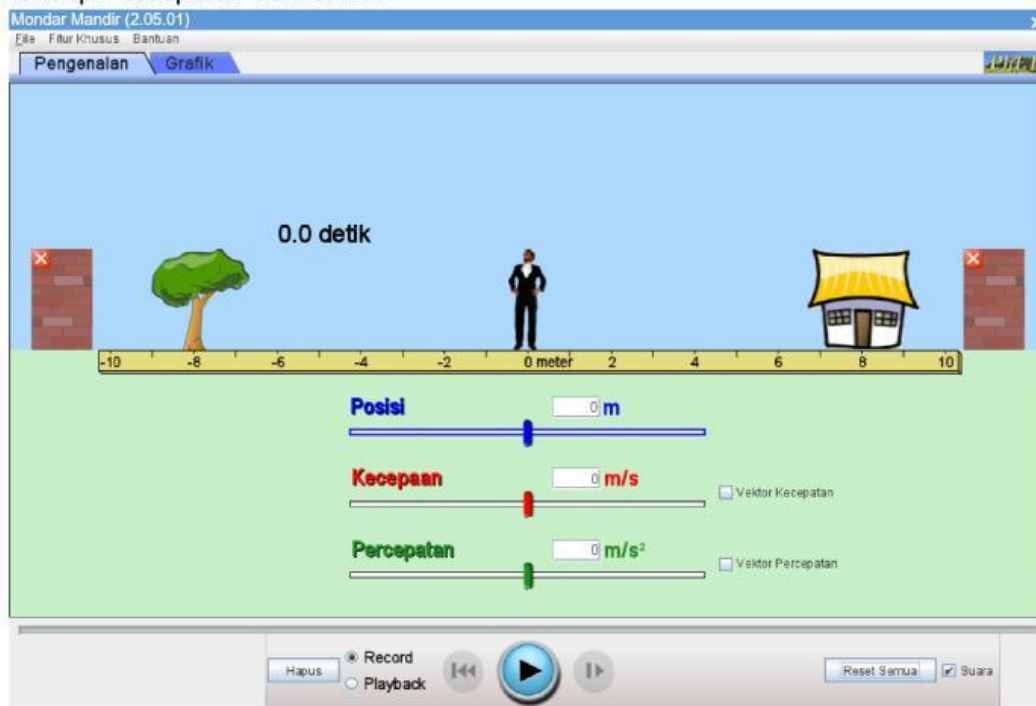 Mondar Mandir (2.05.01)
File Fitur Khusus Bantuan
Pengenalan Grafik
0.0 detik
-10 -8 -6 -4 -2 0 meter 2 4 6 8 10
Posisi 0 m
Kecepaan 0 m/s
Vektor Kecepatan
Percepatan 0 m/s²
Vektor Percepatan
Hapus
Record
Playback
Reset Semua
Suara